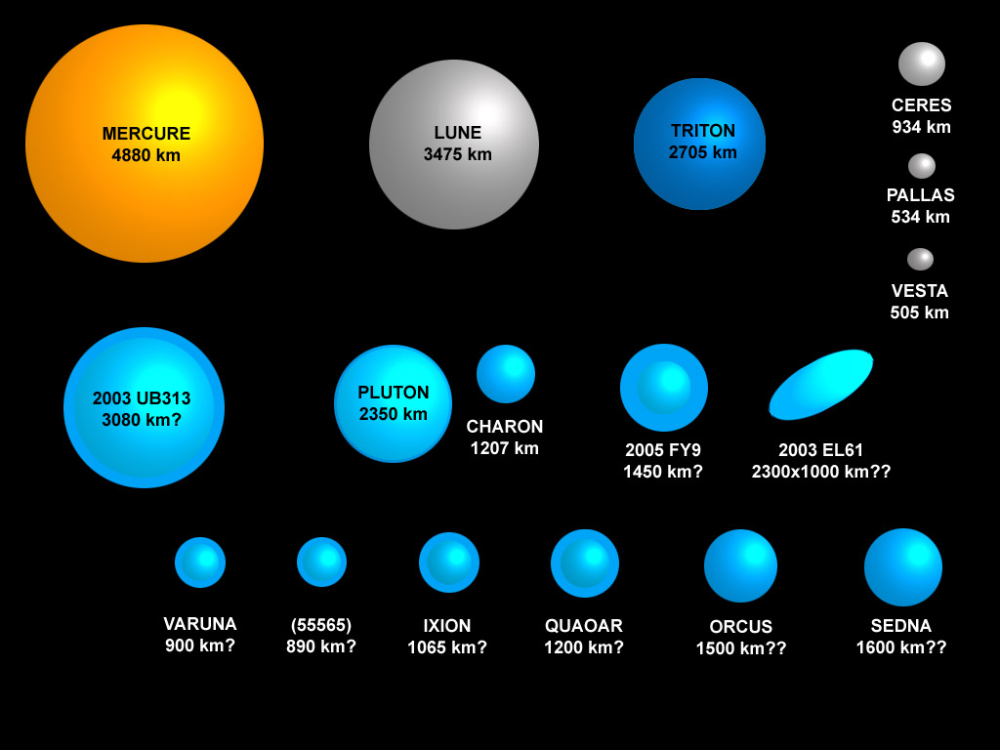 MERCURE
4880 km
LUNE
3475 km
TRITON
2705 km
CERES
934 km
PALLAS
534 km
VESTA
505 km
2003 UB313
3080 km?
PLUTON
2350 km
CHARON
1207 km
2005 FY9
1450 km?
2003 EL61
2300x1000 km??
VARUNA
900 km?
(55565)
890 km?
IXION
1065 km?
QUAOAR
1200 km?
ORCUS
1500 km??
SEDNA
1600 km??